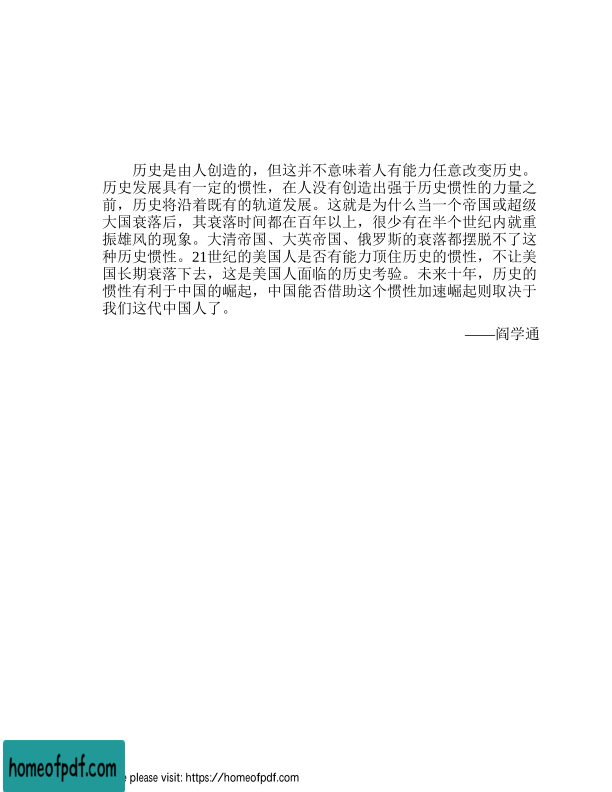 历史是由人创造的，但这并不意味着人有能力任意改变历史。
历史发展具有一定的惯性，在人没有创造出强于历史惯性的力量之
前，历史将沿着既有的轨道发展。这就是为什么当一个帝国或超级
大国衰落后，其衰落时间都在百年以上，很少有在半个世纪内就重
振雄风的现象。大清帝国、大英帝国、俄罗斯的衰落都摆脱不了这
种历史惯性。21世纪的美国人是否有能力顶住历史的惯性，不让美
国长期衰落下去，这是美国人面临的历史考验。未来十年，历史的
惯性有利于中国的崛起，中国能否借助这个惯性加速崛起则取决于
我们这代中国人了。
——阎学通
homeofpdf.com
please visit: https://homeofpdf.com